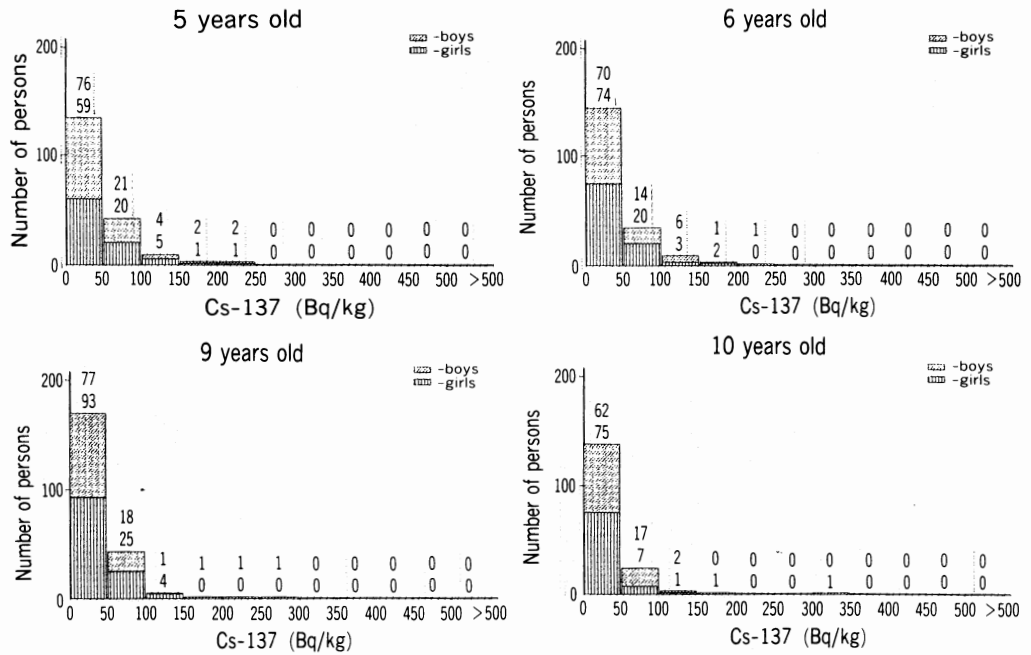 5 years old
-boys
-girls
Number of persons
200
100
0
76 21 4 2 2 0 0 0 0 0 0
59 20 5 1 1 0 0 0 0 0 0
0 50 100 150 200 250 300 350 400 450 500 >500
Cs-137 (Bq/kg)
6 years old
-boys
-girls
Number of persons
200
100
0
70 14 6 1 1 0 0 0 0 0 0
74 20 3 2 0 0 0 0 0 0 0
0 50 100 150 200 250 300 350 400 450 500 >500
Cs-137 (Bq/kg)
9 years old
-boys
-girls
Number of persons
200
100
0
77 18 1 1 1 1 0 0 0 0 0
93 25 4 0 0 0 0 0 0 0 0
0 50 100 150 200 250 300 350 400 450 500 >500
Cs-137 (Bq/kg)
10 years old
-boys
-girls
Number of persons
200
100
0
62 17 2 0 0 0 0 0 0 0 0
75 7 1 1 0 0 1 0 0 0 0
0 50 100 150 200 250 300 350 400 450 500 >500
Cs-137 (Bq/kg)